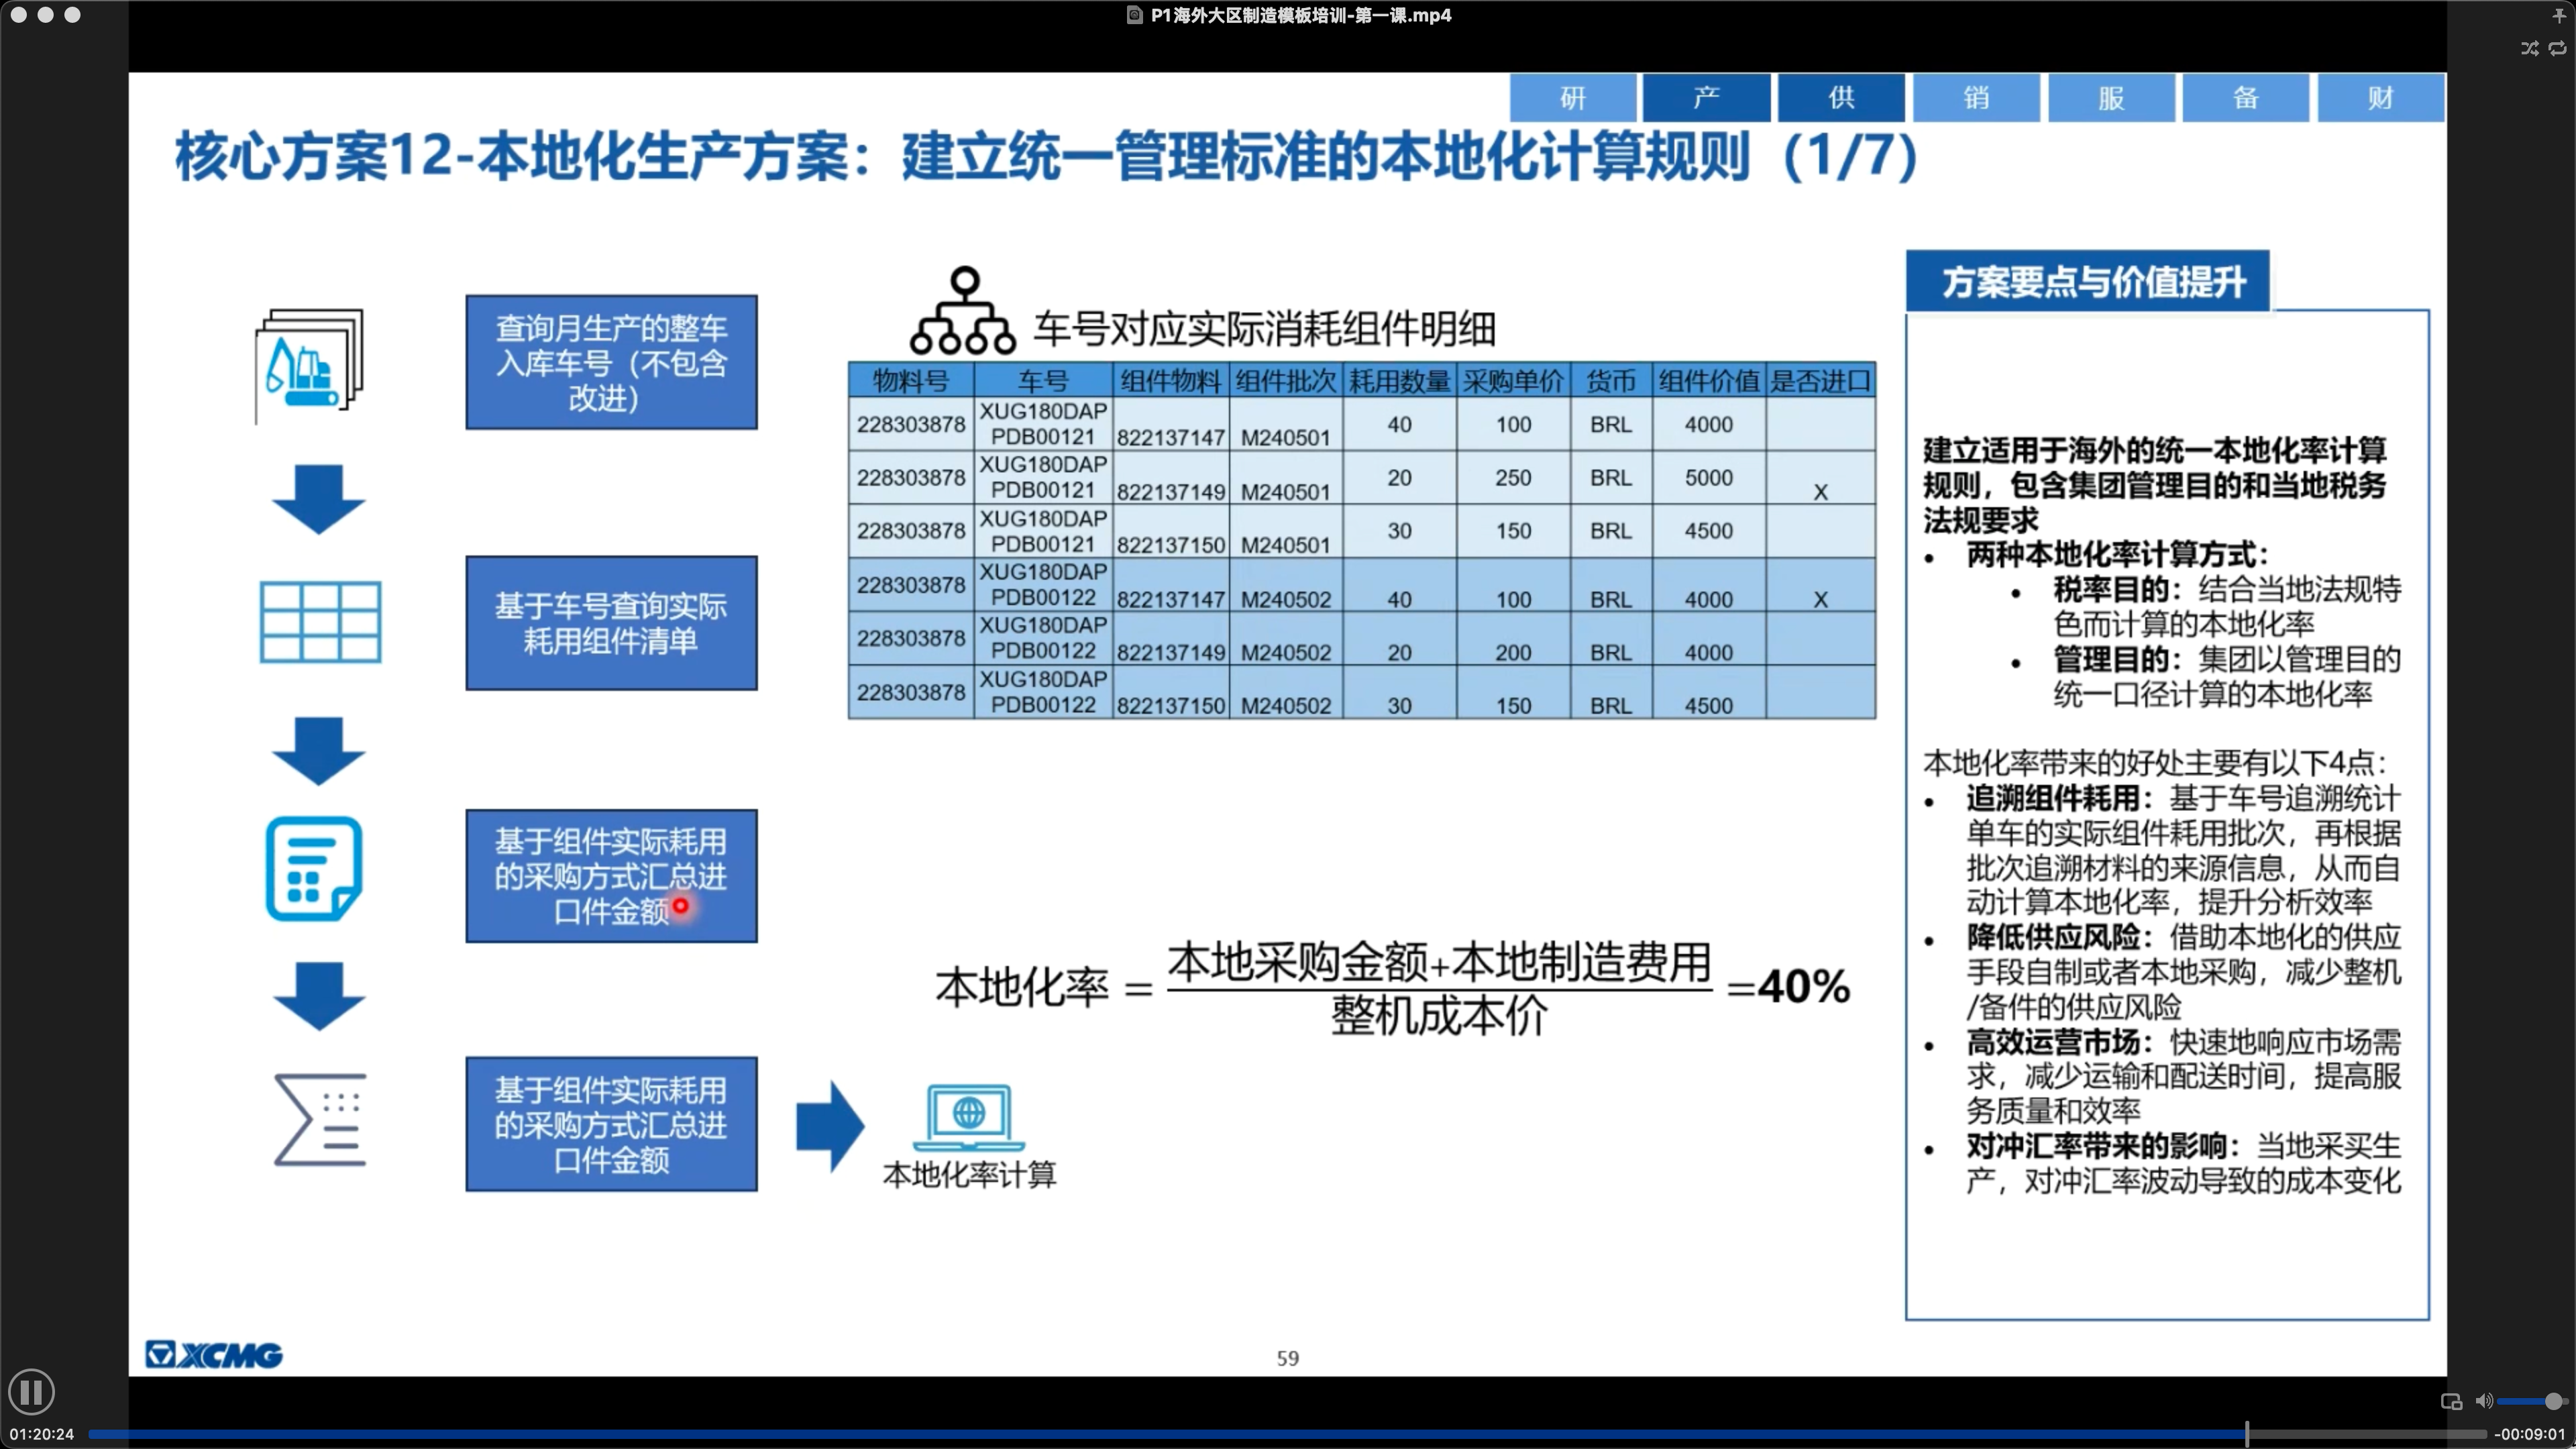 P1海外大区制造模板培训-第一课.mp4
研 产 供 销 服 备 财
核心方案12-本地化生产方案：建立统一管理标准的本地化计算规则（1/7）
查询月生产的整车
入库车号（不包含
改进）
基于车号查询实际
耗用组件清单
基于组件实际耗用
的采购方式汇总进
口件金额
基于组件实际耗用
的采购方式汇总进
口件金额
本地化率计算
车号对应实际消耗组件明细
物料号 车号 组件物料 组件批次 耗用数量 采购单价 货币 组件价值 是否进口
228303878 XUG180DAP
PDB00121 822137147 M240501 40 100 BRL 4000
228303878 XUG180DAP
PDB00121 822137149 M240501 20 250 BRL 5000 X
228303878 XUG180DAP
PDB00121 822137150 M240501 30 150 BRL 4500
228303878 XUG180DAP
PDB00122 822137147 M240502 40 100 BRL 4000 X
228303878 XUG180DAP
PDB00122 822137149 M240502 20 200 BRL 4000
228303878 XUG180DAP
PDB00122 822137150 M240502 30 150 BRL 4500
本地采购金额+本地制造费用
本地化率 = =40%
整机成本价
方案要点与价值提升
建立适用于海外的统一本地化率计算
规则，包含集团管理目的和当地税务
法规要求
• 两种本地化率计算方式：
• 税率目的：结合当地法规特
色而计算的本地化率
• 管理目的：集团以管理目的
统一口径计算的本地化率
本地化率带来的好处主要有以下4点：
• 追溯组件耗用：基于车号追溯统计
单车的实际组件耗用批次，再根据
批次追溯材料的来源信息，从而自
动计算本地化率，提升分析效率
• 降低供应风险：借助本地化的供应
手段自制或者本地采购，减少整机
/备件的供应风险
• 高效运营市场：快速地响应市场需
求，减少运输和配送时间，提高服
务质量和效率
• 对冲汇率带来的影响：当地采买生
产，对冲汇率波动导致的成本变化
XCMG
59
01:20:24
-00:09:01